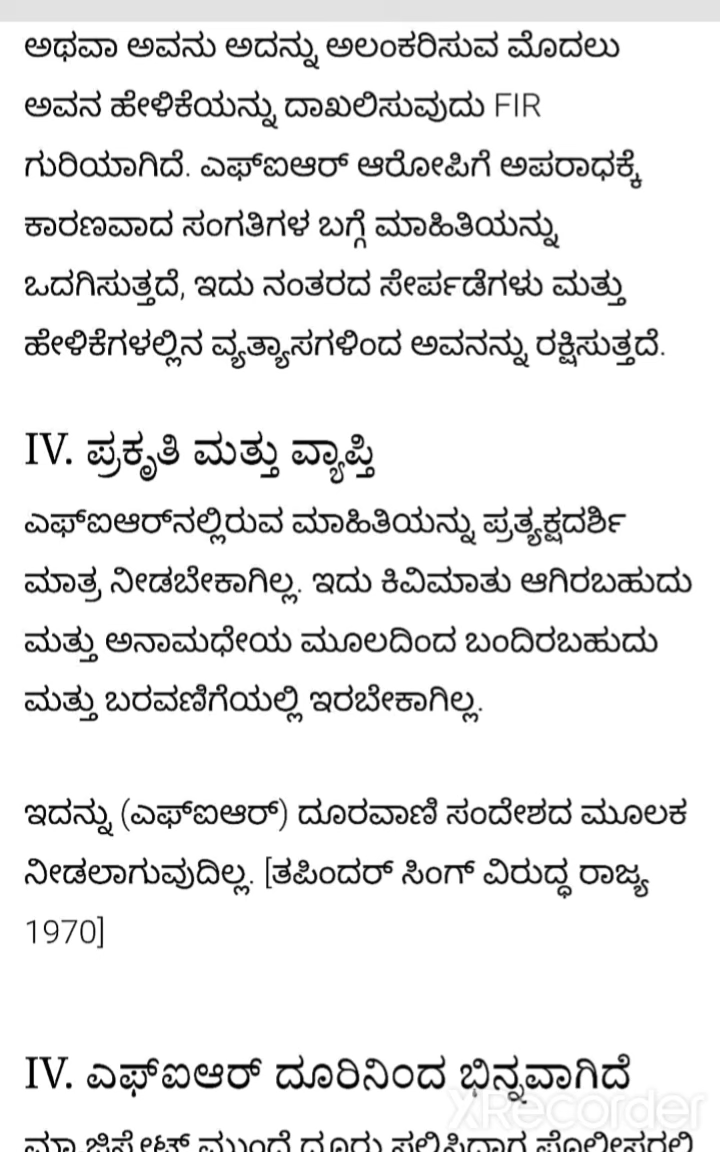 ಅಥವಾ ಅವನು ಅದನ್ನು ಅಲಂಕರಿಸುವ ಮೊದಲು
ಅವನ ಹೇಳಿಕೆಯನ್ನು ದಾಖಲಿಸುವುದು FIR
ಗುರಿಯಾಗಿದೆ. ಎಫ್ಐಆರ್ ಆರೋಪಿಗೆ ಅಪರಾಧಕ್ಕೆ
ಕಾರಣವಾದ ಸಂಗತಿಗಳ ಬಗ್ಗೆ ಮಾಹಿತಿಯನ್ನು
ಒದಗಿಸುತ್ತದೆ, ಇದು ನಂತರದ ಸೇರ್ಪಡೆಗಳು ಮತ್ತು
ಹೇಳಿಕೆಗಳಲ್ಲಿನ ವ್ಯತ್ಯಾಸಗಳಿಂದ ಅವನನ್ನು ರಕ್ಷಿಸುತ್ತದೆ.
IV. ಪ್ರಕೃತಿ ಮತ್ತು ವ್ಯಾಪ್ತಿ
ಎಫ್ಐಆರ್‌ನಲ್ಲಿರುವ ಮಾಹಿತಿಯನ್ನು ಪ್ರತ್ಯಕ್ಷದರ್ಶಿ
ಮಾತ್ರ ನೀಡಬೇಕಾಗಿಲ್ಲ. ಇದು ಕಿವಿಮಾತು ಆಗಿರಬಹುದು
ಮತ್ತು ಅನಾಮಧೇಯ ಮೂಲದಿಂದ ಬಂದಿರಬಹುದು
ಮತ್ತು ಬರವಣಿಗೆಯಲ್ಲಿ ಇರಬೇಕಾಗಿಲ್ಲ.
ಇದನ್ನು (ಎಫ್ಐಆರ್) ದೂರವಾಣಿ ಸಂದೇಶದ ಮೂಲಕ
ನೀಡಲಾಗುವುದಿಲ್ಲ. [ತಪಿಂದರ್ ಸಿಂಗ್ ವಿರುದ್ಧ ರಾಜ್ಯ
1970]
IV. ಎಫ್ಐಆರ್ ದೂರಿನಿಂದ ಭಿನ್ನವಾಗಿದೆ
XRecorder
ಮ್ಯಾಜಿಸ್ಟ್ರೇಟ್ ಮುಂದೆ ದೂರು ಸಲ್ಲಿಸಿದಾಗ